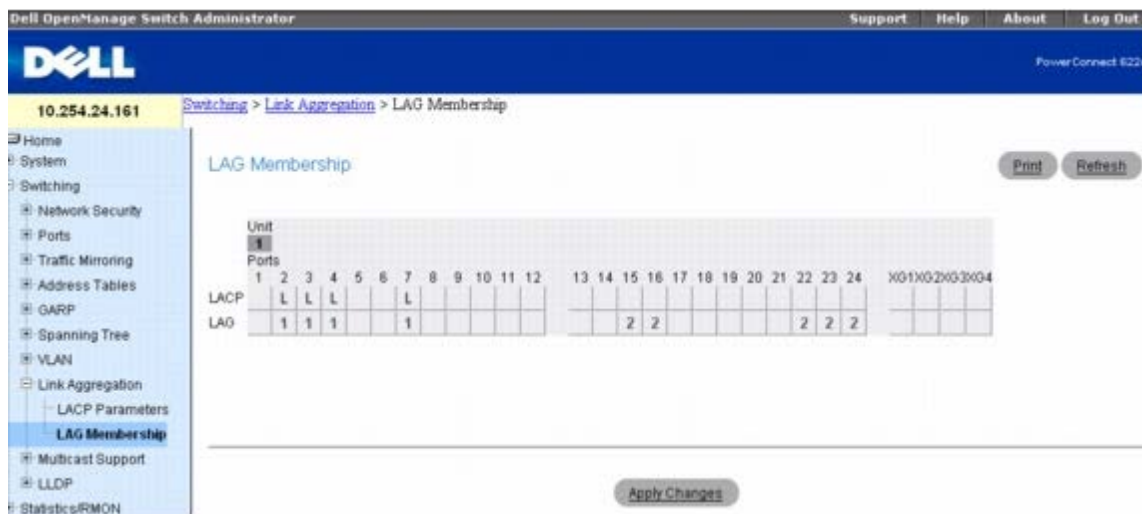 Dell OpenManage Switch Administrator
Support Help About Log Out
DELL
PowerConnect 622
10.254.24.161
Switching > Link Aggregation > LAG Membership
Home
System
Switching
Network Security
Ports
Traffic Mirroring
Address Tables
GARP
Spanning Tree
VLAN
Link Aggregation
LACP Parameters
LAG Membership
Multicast Support
LLDP
Statistics/RMON
LAG Membership
Print Refresh
Unit
1
Ports
1 2 3 4 5 6 7 8 9 10 11 12 13 14 15 16 17 18 19 20 21 22 23 24 XG1 XG2 XG3 XG4
LACP L L L L
LAG 1 1 1 1 2 2 2 2 2
Apply Changes